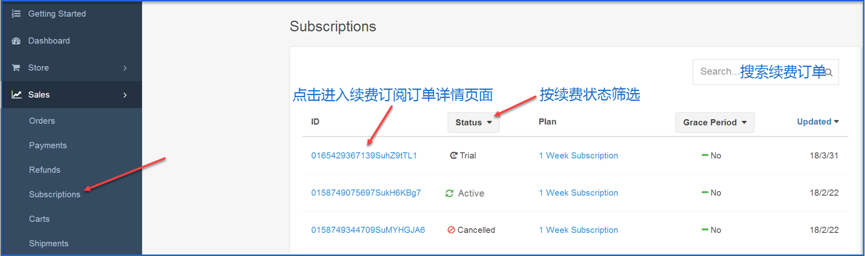 Getting Started
Dashboard
Store
Sales
Orders
Payments
Refunds
Subscriptions
Carts
Shipments
Subscriptions
Search... 搜索续费订单
点击进入续费订阅订单详情页面 按续费状态筛选
ID Status Plan Grace Period Updated
0165429367139SuhZ9tTL1 Trial 1 Week Subscription No 18/3/31
0158749075697SukH6KBg7 Active 1 Week Subscription No 18/2/22
0158749344709SuMYHGJA6 Cancelled 1 Week Subscription No 18/2/22